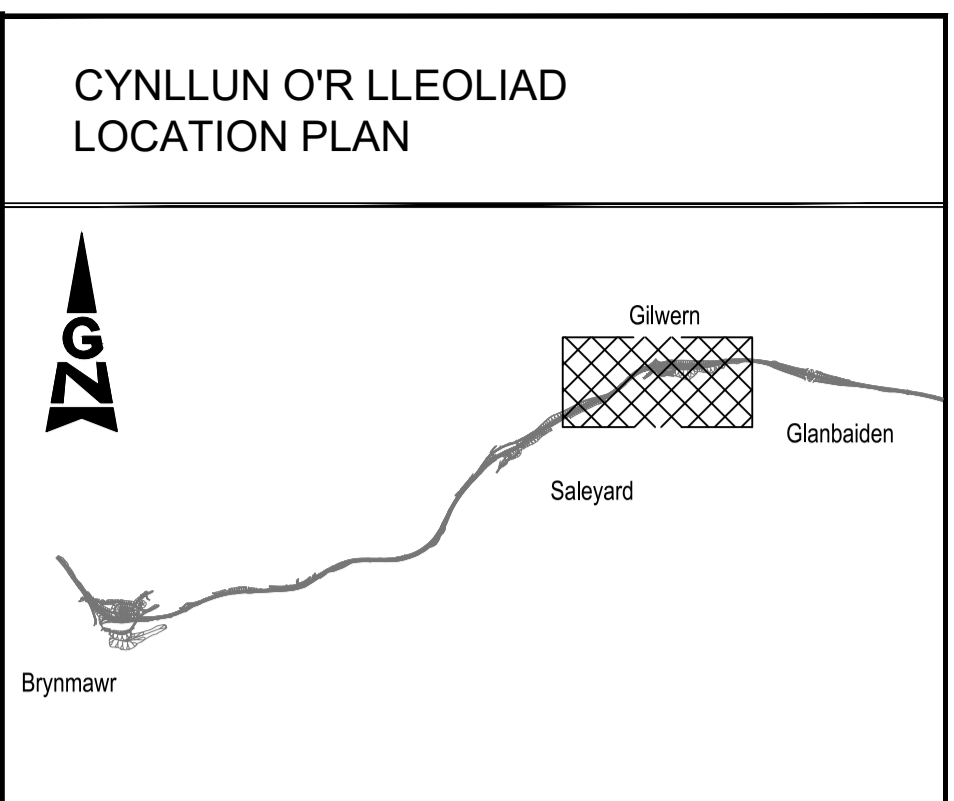 CYNLLUN O'R LLEOLIAD
LOCATION PLAN
G
N
Gilwern
Glanbaiden
Saleyard
Brynmawr